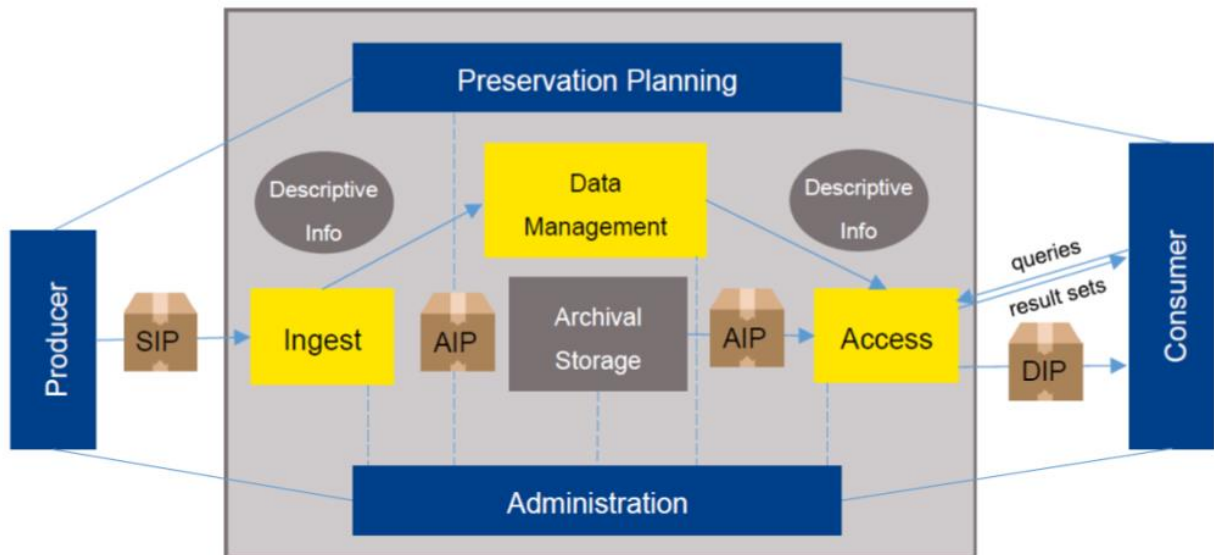 Preservation Planning
Descriptive
Info
Data
Management
Descriptive
Info
Producer
SIP
Ingest
AIP
Archival
Storage
AIP
Access
queries
result sets
DIP
Consumer
Administration